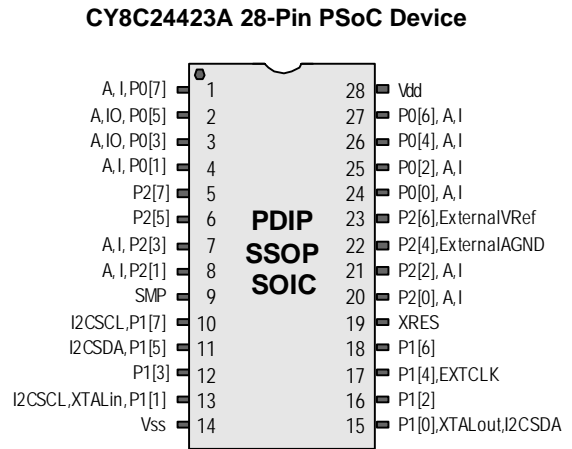 CY8C24423A 28-Pin PSoC Device
A, I, P0[7] 1 28 Vdd
A, IO, P0[5] 2 27 P0[6], A, I
A, IO, P0[3] 3 26 P0[4], A, I
A, I, P0[1] 4 25 P0[2], A, I
P2[7] 5 24 P0[0], A, I
P2[5] 6 PDIP 23 P2[6], ExternalVRef
A, I, P2[3] 7 SSOP 22 P2[4], ExternalAGND
A, I, P2[1] 8 SOIC 21 P2[2], A, I
SMP 9 20 P2[0], A, I
I2CSCL, P1[7] 10 19 XRES
I2CSDA, P1[5] 11 18 P1[6]
P1[3] 12 17 P1[4], EXTCLK
I2CSCL, XTALin, P1[1] 13 16 P1[2]
Vss 14 15 P1[0], XTALout, I2CSDA